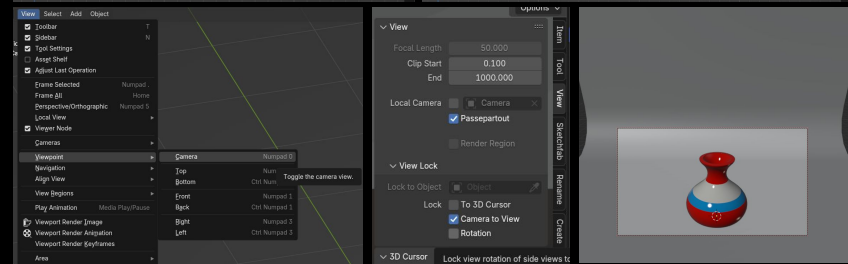 View Select Add Object
Toolbar T
Sidebar N
Tool Settings
Asset Shelf
Adjust Last Operation
Frame Selected Numpad .
Frame All Home
Perspective/Orthographic Numpad 5
Local View
Viewer Node
Cameras
Viewpoint
Navigation
Align View
View Regions
Play Animation Media Play/Pause
Viewport Render Image
Viewport Render Animation
Viewport Render Keyframes
Area
Camera Numpad 0
Top Num
Bottom Ctrl Num
Toggle the camera view.
Front Numpad 1
Back Ctrl Numpad 1
Right Numpad 3
Left Ctrl Numpad 3
Options
View
Focal Length 50.000
Clip Start 0.100
End 1000.000
Local Camera Camera
Passepartout
Render Region
View Lock
Lock to Object Object
Lock To 3D Cursor
Camera to View
Rotation
3D Cursor
Lock view rotation of side views to
Item
Tool
View
Sketchfab
Rename
Create